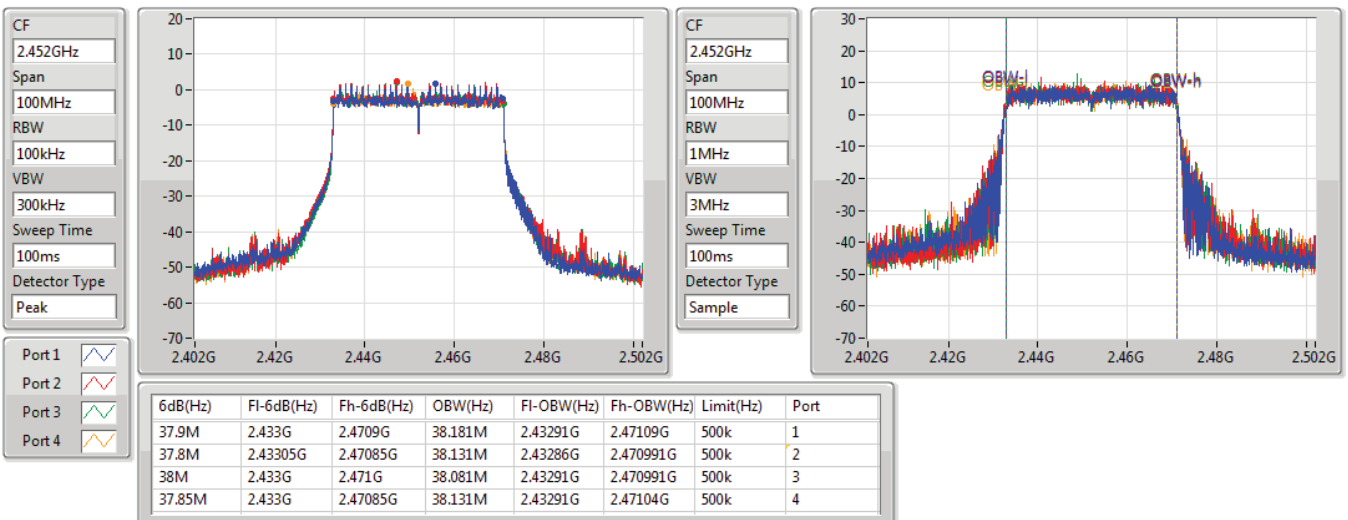 CF
2.452GHz
Span
100MHz
RBW
100kHz
VBW
300kHz
Sweep Time
100ms
Detector Type
Peak
20
10
0
-10
-20
-30
-40
-50
-60
-70
2.402G 2.42G 2.44G 2.46G 2.48G 2.502G
CF
2.452GHz
Span
100MHz
RBW
1MHz
VBW
3MHz
Sweep Time
100ms
Detector Type
Sample
30
20
10
0
-10
-20
-30
-40
-50
-60
-70
OBW-l OBW-h
2.402G 2.42G 2.44G 2.46G 2.48G 2.502G
Port 1
Port 2
Port 3
Port 4
6dB(Hz) Fl-6dB(Hz) Fh-6dB(Hz) OBW(Hz) Fl-OBW(Hz) Fh-OBW(Hz) Limit(Hz) Port
37.9M 2.433G 2.4709G 38.181M 2.43291G 2.47109G 500k 1
37.8M 2.43305G 2.47085G 38.131M 2.43286G 2.470991G 500k 2
38M 2.433G 2.471G 38.081M 2.43291G 2.470991G 500k 3
37.85M 2.433G 2.47085G 38.131M 2.43291G 2.47104G 500k 4